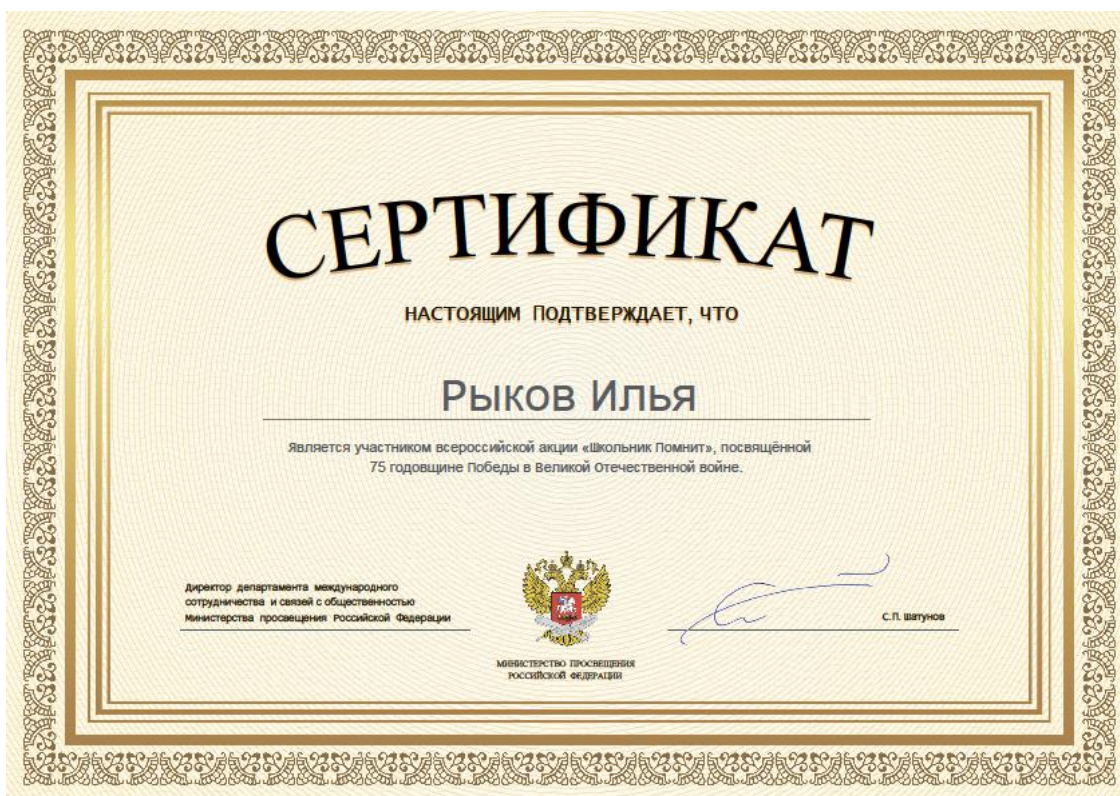 СЕРТИФИКАТ
НАСТОЯЩИМ ПОДТВЕРЖДАЕТ, ЧТО
Рыков Илья
Является участником всероссийской акции «Школьник Помнит», посвящённой
75 годовщине Победы в Великой Отечественной войне.
Директор департамента международного
сотрудничества и связей с общественностью
Министерства просвещения Российской Федерации
С.П. Шатунов
МИНИСТЕРСТВО ПРОСВЕЩЕНИЯ
РОССИЙСКОЙ ФЕДЕРАЦИИ